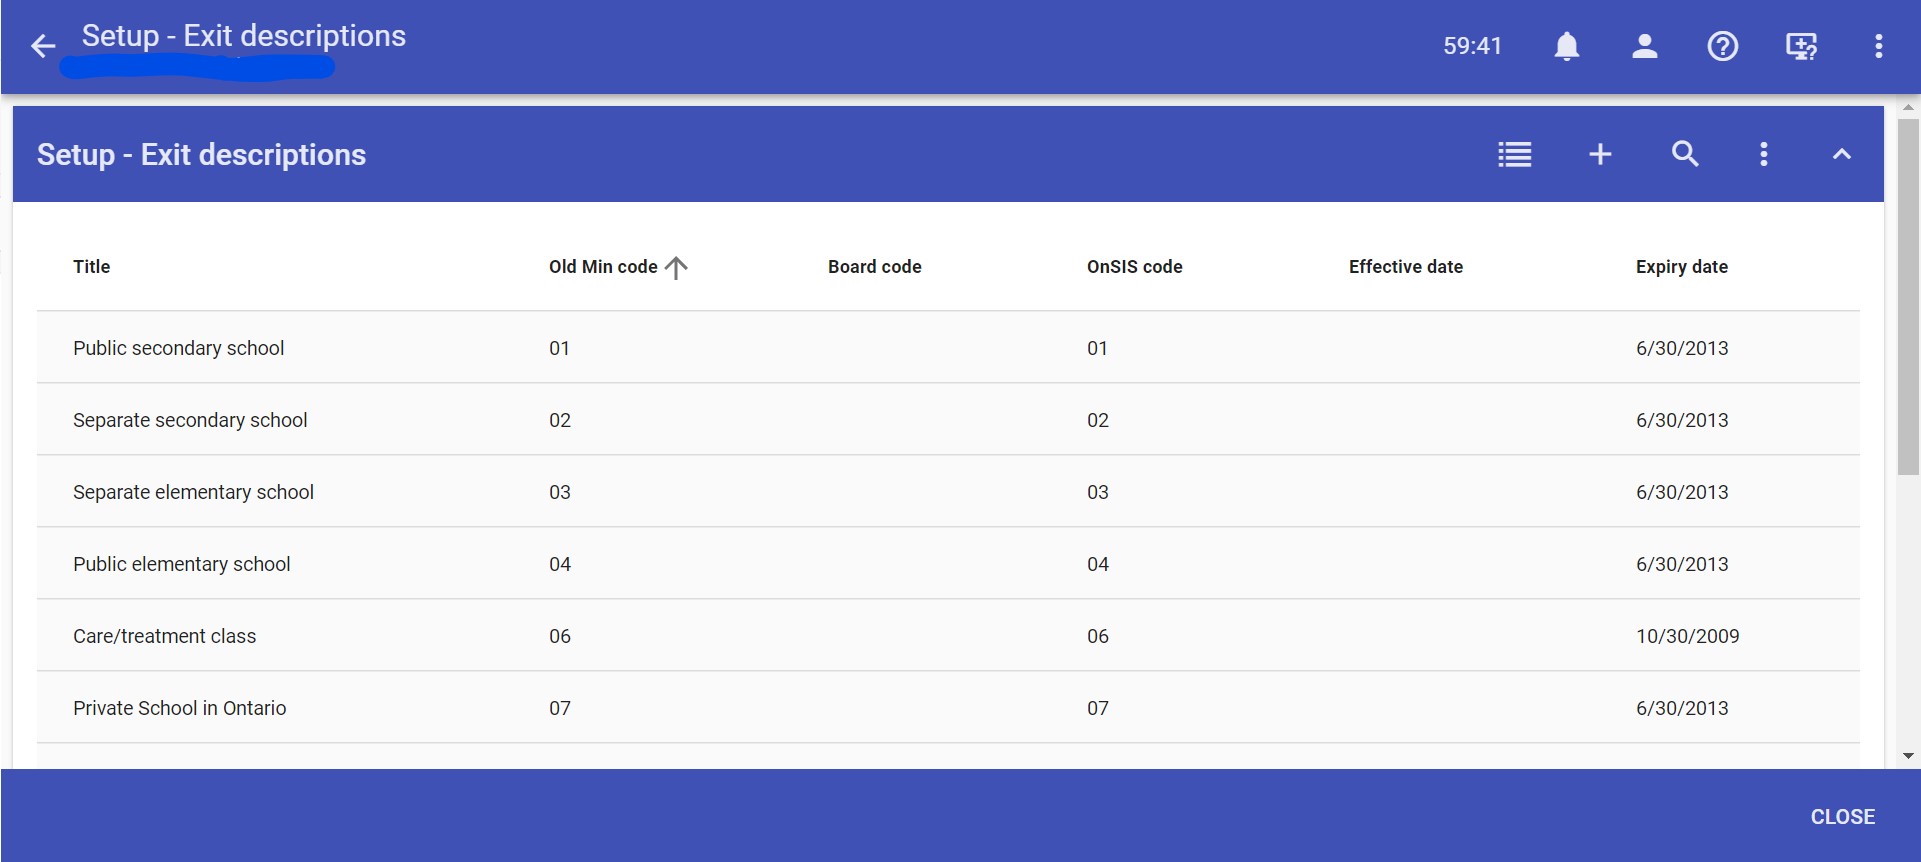 Setup - Exit descriptions
59:41
Setup - Exit descriptions
Title Old Min code Board code OnSIS code Effective date Expiry date
Public secondary school 01 01 6/30/2013
Separate secondary school 02 02 6/30/2013
Separate elementary school 03 03 6/30/2013
Public elementary school 04 04 6/30/2013
Care/treatment class 06 06 10/30/2009
Private School in Ontario 07 07 6/30/2013
CLOSE